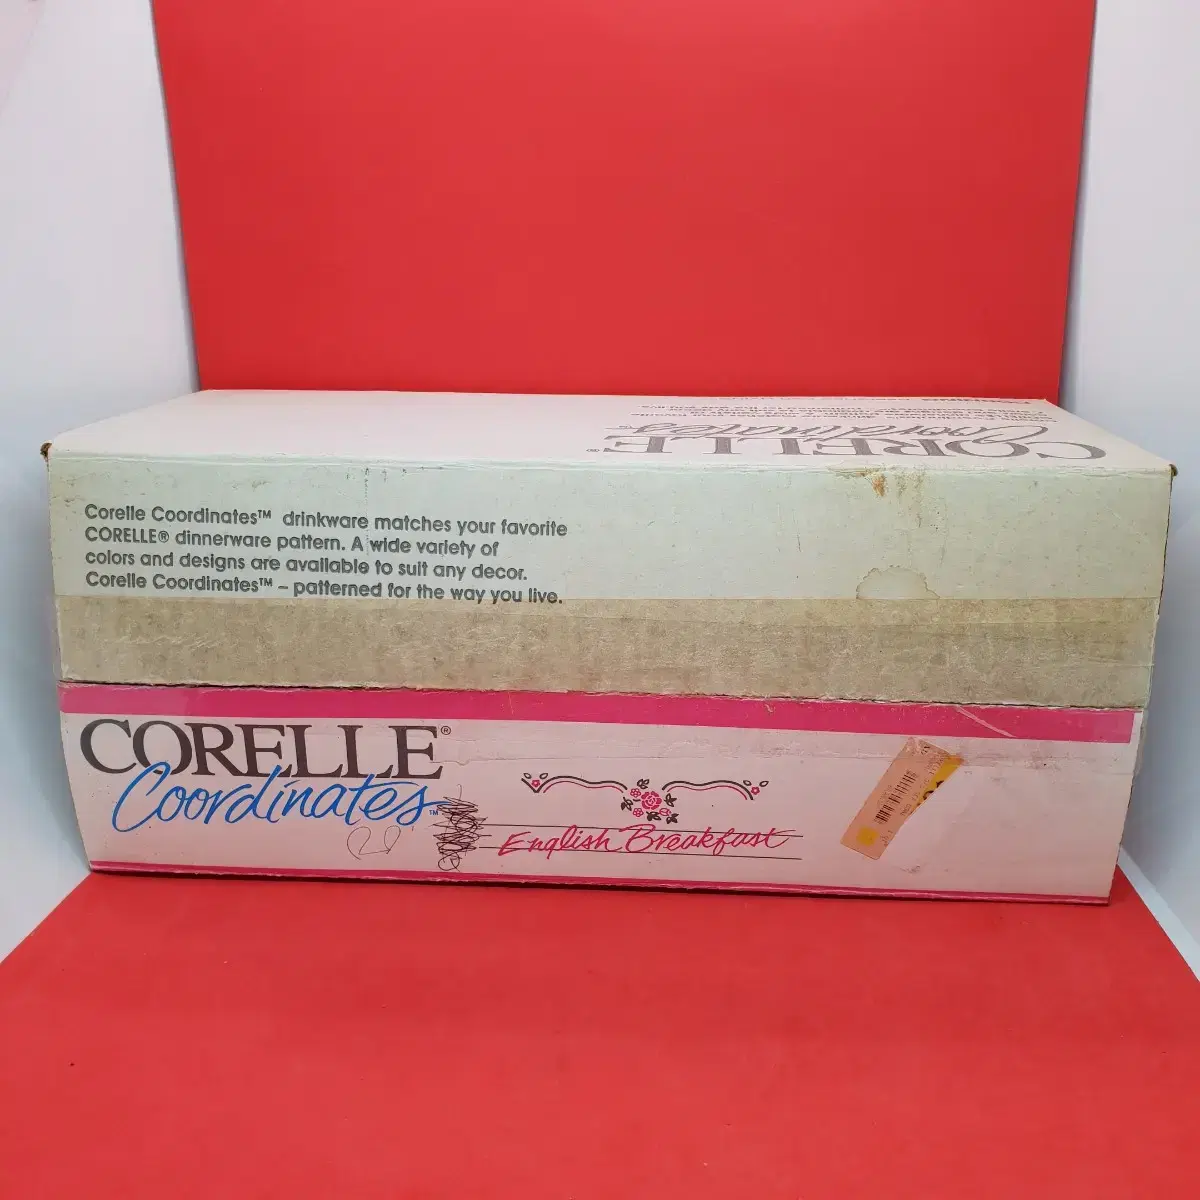 CORELLE®
Coordinates™
Corelle Coordinates™ drinkware matches your favorite
CORELLE® dinnerware pattern. A wide variety of
colors and designs are available to suit any decor.
Corelle Coordinates™ – patterned for the way you live.
CORELLE®
Coordinates™
English Breakfast